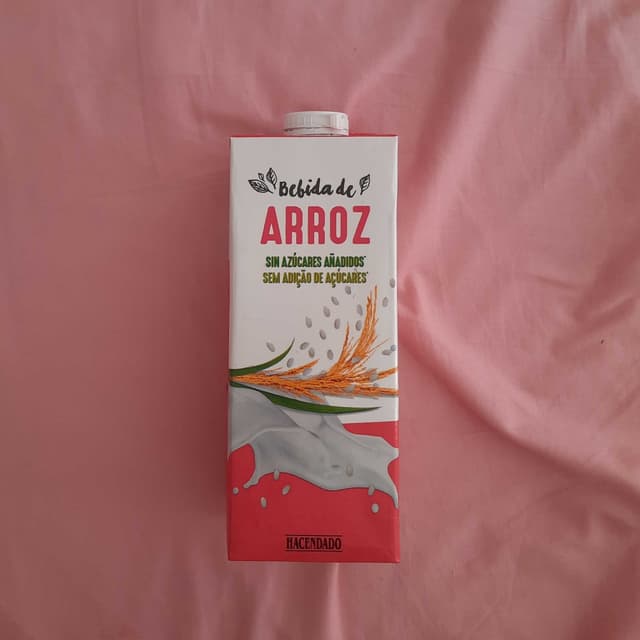 Bebida de
ARROZ
SIN AZÚCARES AÑADIDOS*
SEM ADIÇÃO DE AÇÚCARES*
HACENDADO